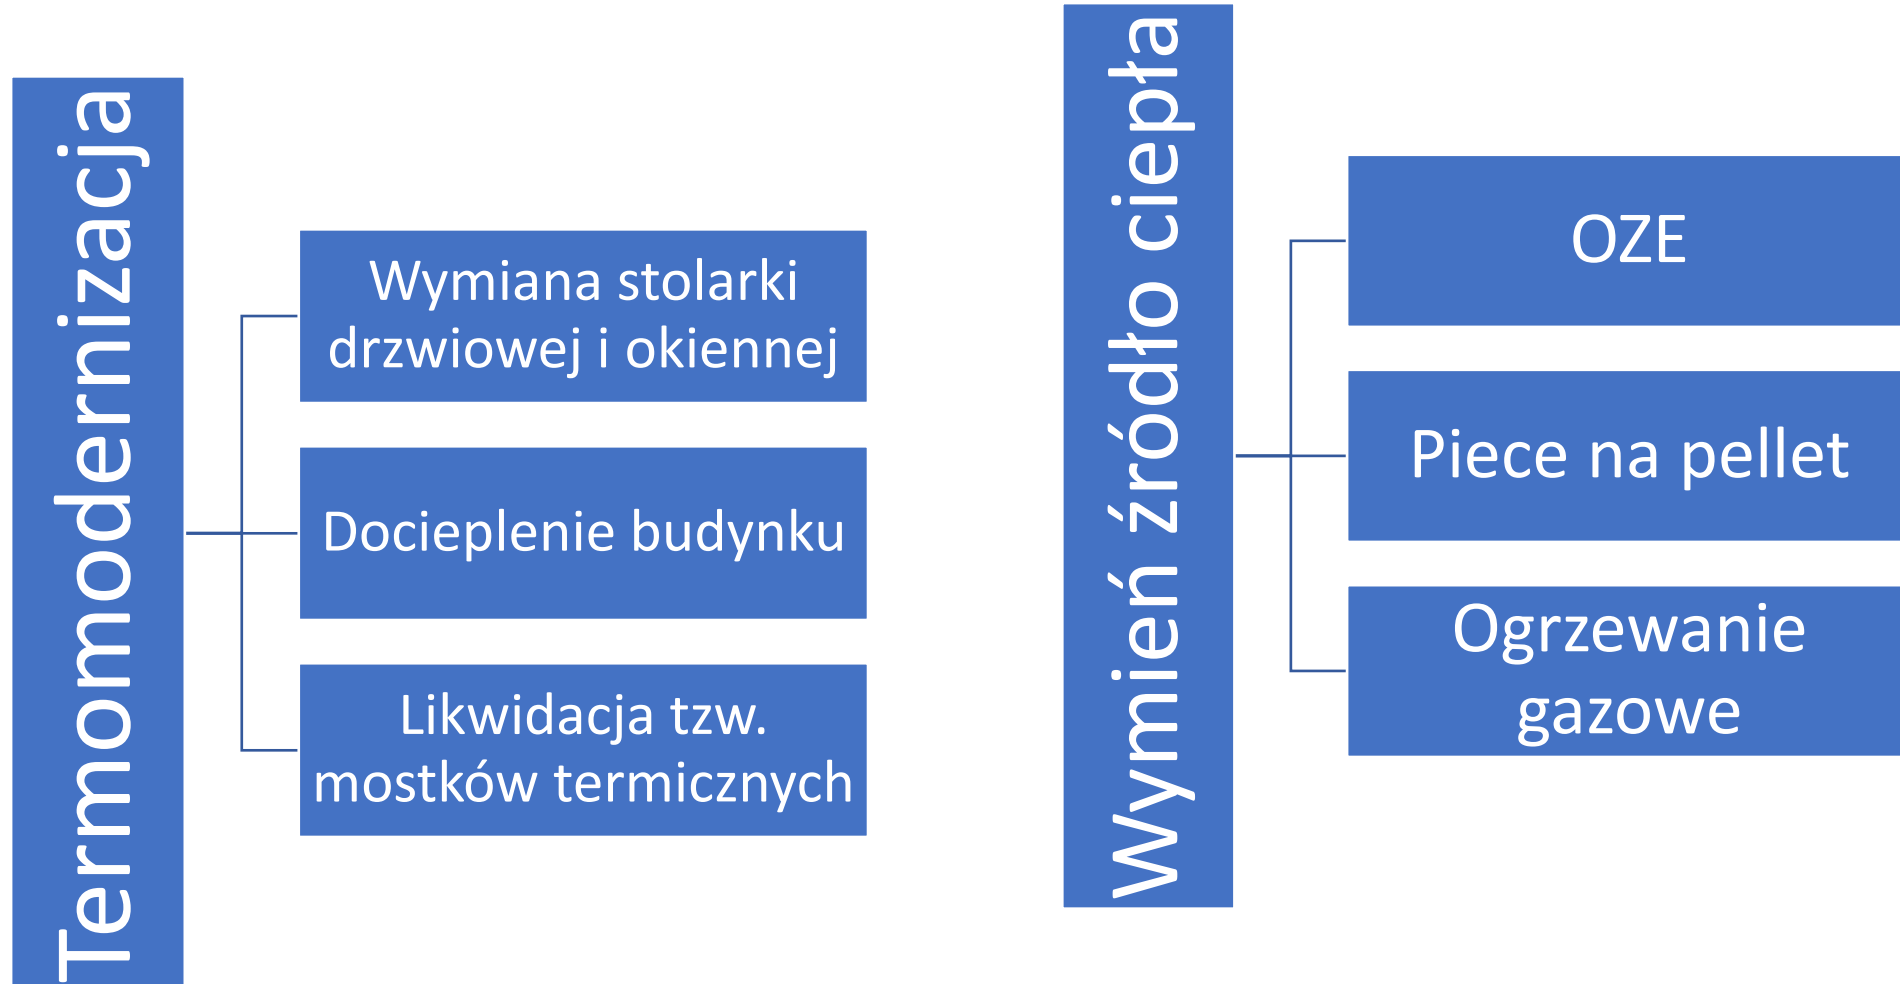 Termomodernizacja
Wymiana stolarki
drzwiowej i okiennej
Docieplenie budynku
Likwidacja tzw.
mostków termicznych
Wymień źródło ciepła
OZE
Piece na pellet
Ogrzewanie
gazowe